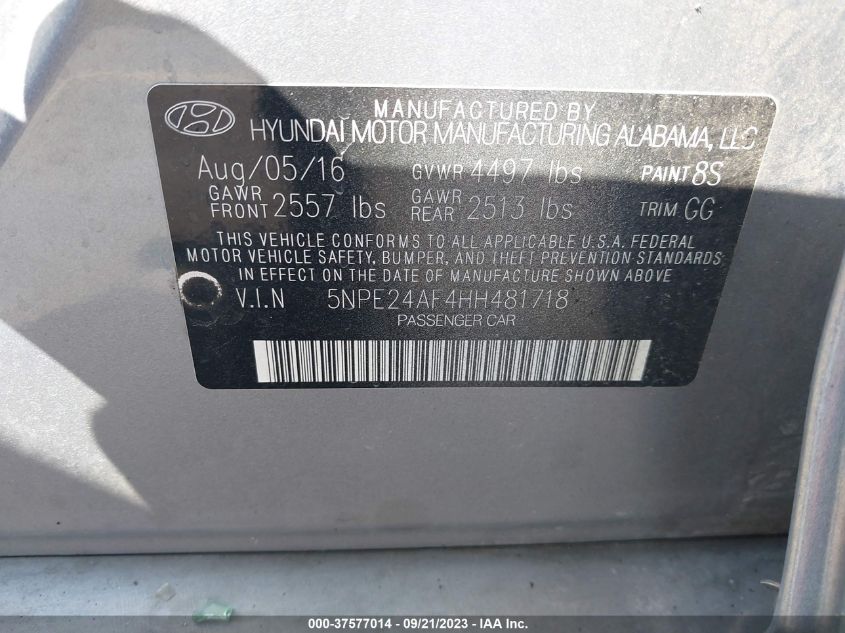 MANUFACTURED BY
HYUNDAI MOTOR MANUFACTURING ALABAMA, LLC
Aug/05/16 GVWR 4497 lbs PAINT 8S
GAWR FRONT 2557 lbs GAWR REAR 2513 lbs TRIM GG
THIS VEHICLE CONFORMS TO ALL APPLICABLE U.S.A. FEDERAL
MOTOR VEHICLE SAFETY, BUMPER, AND THEFT PREVENTION STANDARDS
IN EFFECT ON THE DATE OF MANUFACTURE SHOWN ABOVE
V.I.N 5NPE24AF4HH481718
PASSENGER CAR
000-37577014 - 09/21/2023 - IAA Inc.